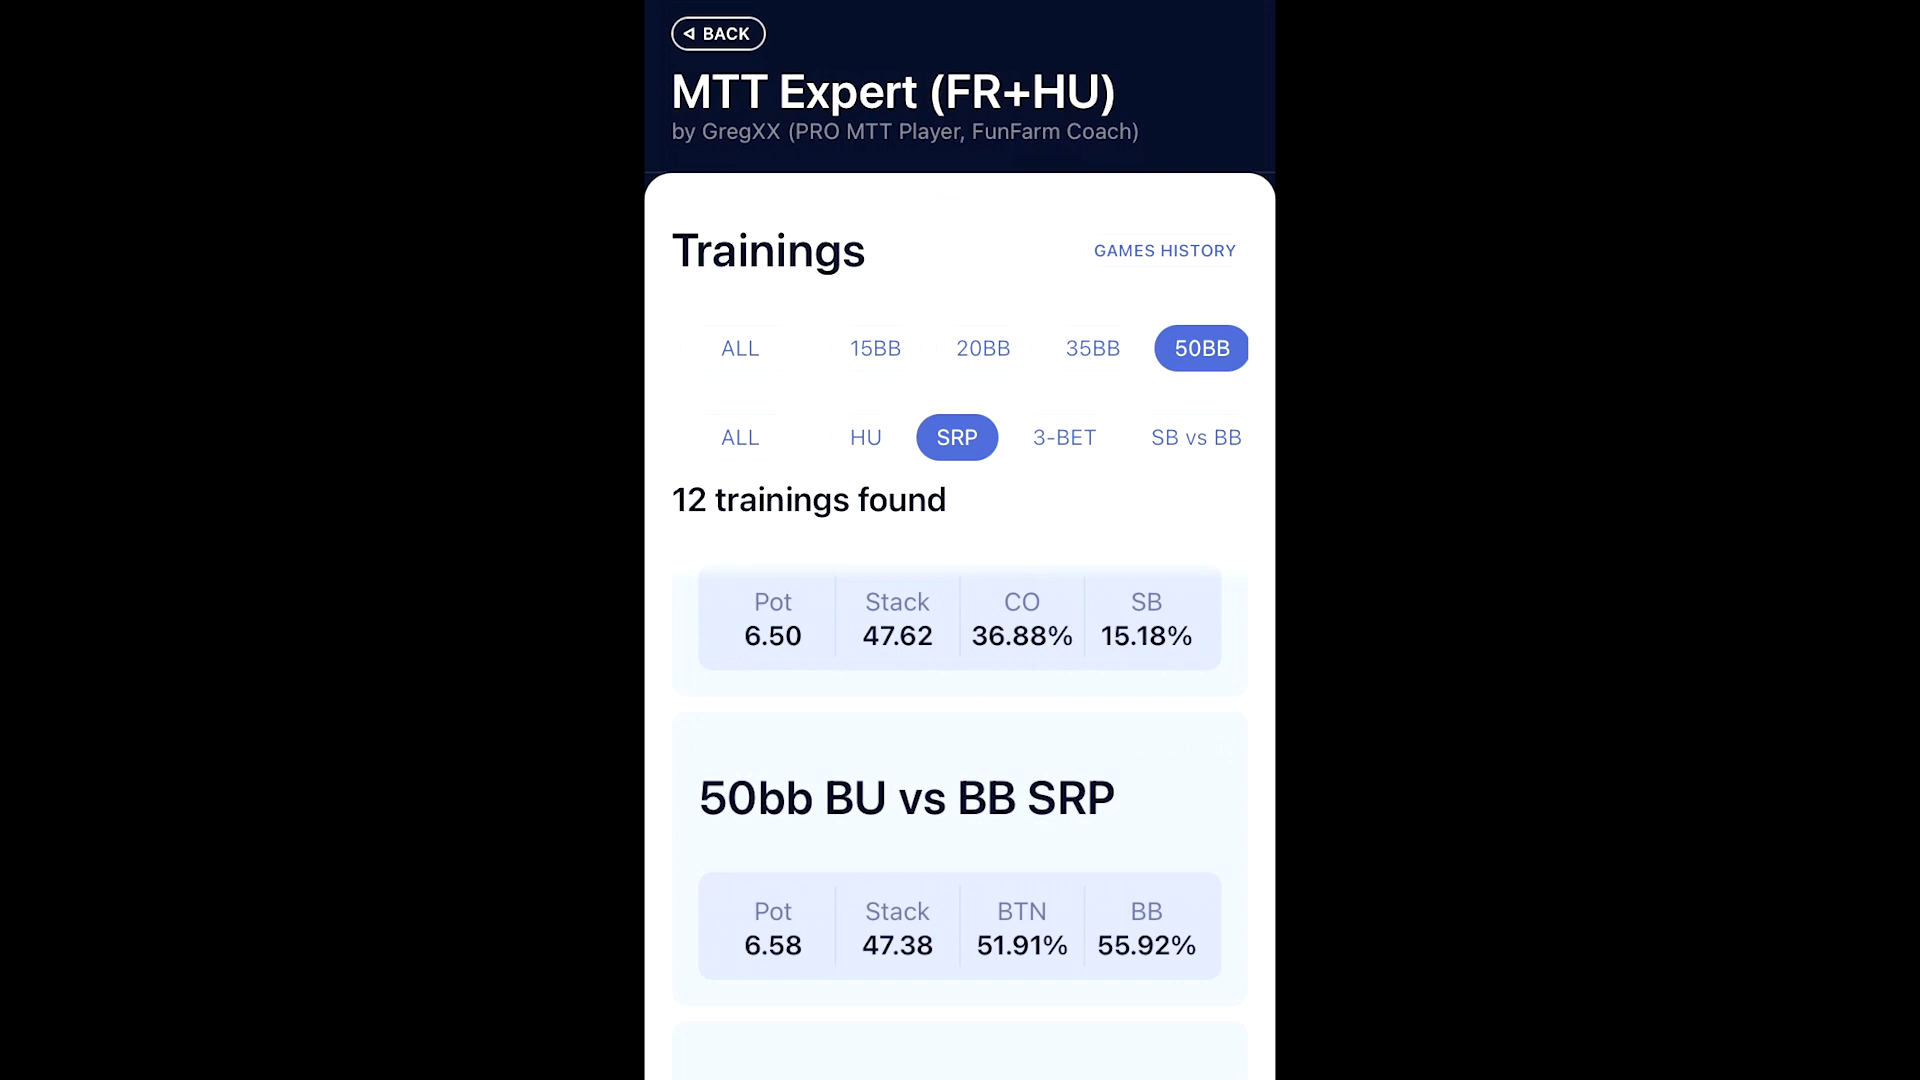 BACK
MTT Expert (FR+HU)
by GregXX (PRO MTT Player, FunFarm Coach)
Trainings
GAMES HISTORY
ALL 15BB 20BB 35BB 50BB
ALL HU SRP 3-BET SB vs BB
12 trainings found
Pot Stack CO SB
6.50 47.62 36.88% 15.18%
50bb BU vs BB SRP
Pot Stack BTN BB
6.58 47.38 51.91% 55.92%